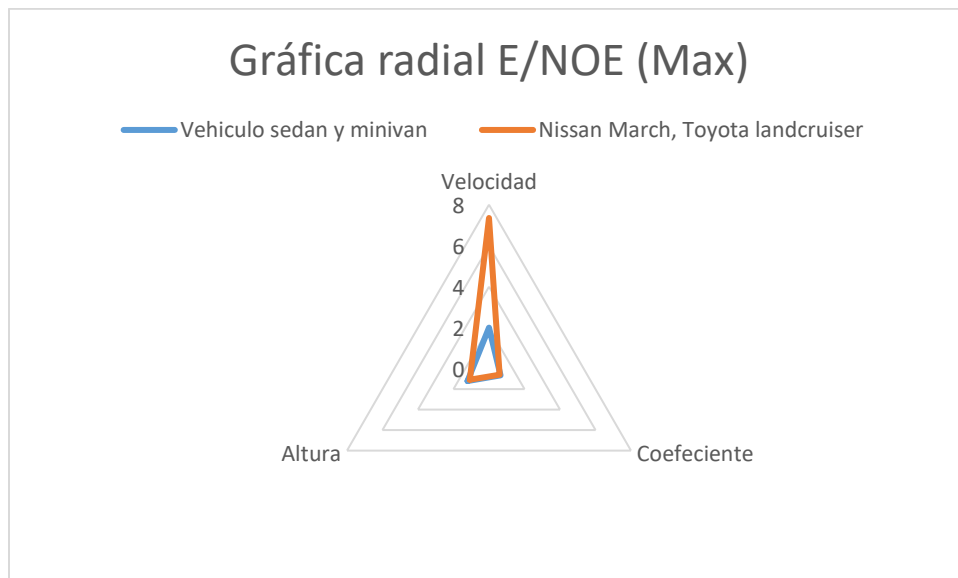 Gráfica radial E/NOE (Max)
Vehiculo sedan y minivan
Nissan March, Toyota landcruiser
Velocidad
8
6
4
2
0
Altura
Coefeciente